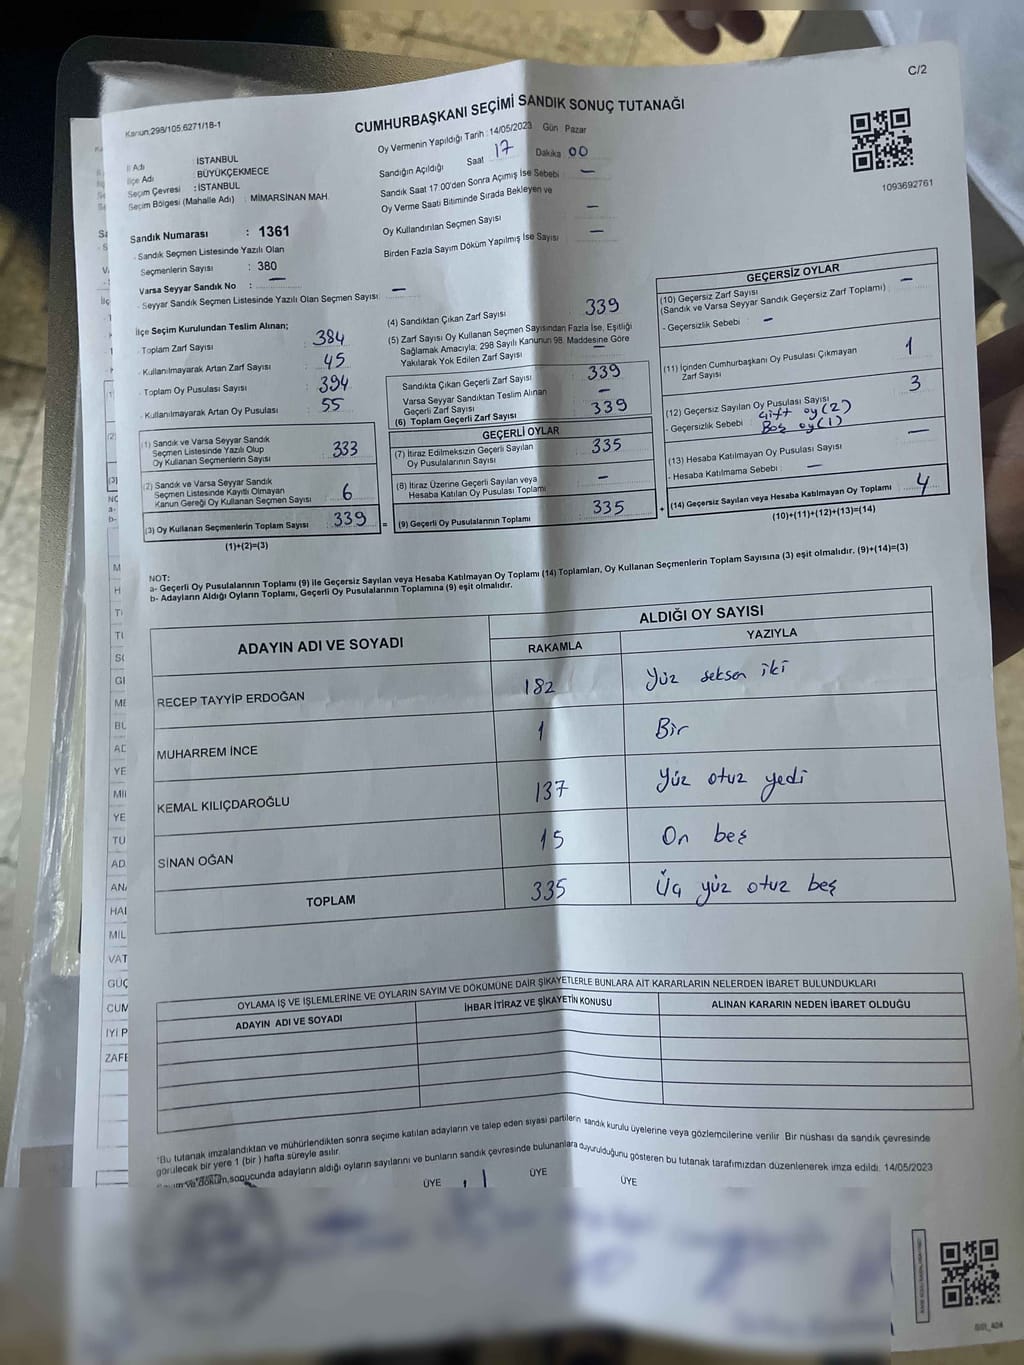 C/2
Kanun.298/105,6271/18-1
CUMHURBAŞKANI SEÇİMİ SANDIK SONUÇ TUTANAĞI
1093692761
İl Adı : İSTANBUL
İlçe Adı : BÜYÜKÇEKMECE
Seçim Çevresi : İSTANBUL
Seçim Bölgesi (Mahalle Adı) : MİMARSİNAN MAH.
Sandık Numarası : 1361
- Sandık Seçmen Listesinde Yazılı Olan
Seçmenlerin Sayısı : 380
Varsa Seyyar Sandık No : —
- Seyyar Sandık Seçmen Listesinde Yazılı Olan Seçmen Sayısı : —
Oy Vermenin Yapıldığı Tarih : 14/05/2023 Gün Pazar
Sandığın Açıldığı Saat 17 Dakika 00
Sandık Saat 17:00'den Sonra Açımış İse Sebebi —
Oy Verme Saati Bitiminde Sırada Bekleyen ve
Oy Kullandırılan Seçmen Sayısı —
Birden Fazla Sayım Döküm Yapılmış İse Sayısı —
İlçe Seçim Kurulundan Teslim Alınan;
- Toplam Zarf Sayısı : 384
- Kullanılmayarak Artan Zarf Sayısı : 45
- Toplam Oy Pusulası Sayısı : 394
- Kullanılmayarak Artan Oy Pusulası : 55
(1) Sandık ve Varsa Seyyar Sandık
Seçmen Listesinde Yazılı Olup
Oy Kullanan Seçmenlerin Sayısı 333
(2) Sandık ve Varsa Seyyar Sandık
Seçmen Listesinde Kayıtlı Olmayan
Kanun Gereği Oy Kullanan Seçmen Sayısı 6
(3) Oy Kullanan Seçmenlerin Toplam Sayısı 339
(1)+(2)=(3)
=
(4) Sandıktan Çıkan Zarf Sayısı 339
(5) Zarf Sayısı Oy Kullanan Seçmen Sayısından Fazla İse, Eşitliği
Sağlamak Amacıyla, 298 Sayılı Kanunun 98. Maddesine Göre
Yakılarak Yok Edilen Zarf Sayısı —
Sandıkta Çıkan Geçerli Zarf Sayısı 339
Varsa Seyyar Sandıktan Teslim Alınan
Geçerli Zarf Sayısı —
(6) Toplam Geçerli Zarf Sayısı 339
GEÇERLİ OYLAR
(7) İtiraz Edilmeksizin Geçerli Sayılan
Oy Pusulalarının Sayısı 335
(8) İtiraz Üzerine Geçerli Sayılan veya
Hesaba Katılan Oy Pusulası Toplamı —
(9) Geçerli Oy Pusulalarının Toplamı 335
+
GEÇERSİZ OYLAR
(10) Geçersiz Zarf Sayısı
(Sandık ve Varsa Seyyar Sandık Geçersiz Zarf Toplamı) —
- Geçersizlik Sebebi : —
(11) İçinden Cumhurbaşkanı Oy Pusulası Çıkmayan
Zarf Sayısı 1
(12) Geçersiz Sayılan Oy Pusulası Sayısı 3
- Geçersizlik Sebebi : Çift oy (2)
Boş oy (1)
(13) Hesaba Katılmayan Oy Pusulası Sayısı —
- Hesaba Katılmama Sebebi : —
(14) Geçersiz Sayılan veya Hesaba Katılmayan Oy Toplamı 4
(10)+(11)+(12)+(13)=(14)
NOT:
a- Geçerli Oy Pusulalarının Toplamı (9) ile Geçersiz Sayılan veya Hesaba Katılmayan Oy Toplamı (14) Toplamları, Oy Kullanan Seçmenlerin Toplam Sayısına (3) eşit olmalıdır. (9)+(14)=(3)
b- Adayların Aldığı Oyların Toplamı, Geçerli Oy Pusulalarının Toplamına (9) eşit olmalıdır.
ADAYIN ADI VE SOYADI ALDIĞI OY SAYISI
RAKAMLA YAZIYLA
RECEP TAYYİP ERDOĞAN 182 Yüz seksen iki
MUHARREM İNCE 1 Bir
KEMAL KILIÇDAROĞLU 137 Yüz otuz yedi
SİNAN OĞAN 15 On beş
TOPLAM 335 Üç yüz otuz beş
OYLAMA İŞ VE İŞLEMLERİNE VE OYLARIN SAYIM VE DÖKÜMÜNE DAİR ŞİKAYETLERLE BUNLARA AİT KARARLARIN NELERDEN İBARET BULUNDUKLARI
ADAYIN ADI VE SOYADI İHBAR İTİRAZ VE ŞİKAYETİN KONUSU ALINAN KARARIN NEDEN İBARET OLDUĞU
*Bu tutanak imzalandıktan ve mühürlendikten sonra seçime katılan adayların ve talep eden siyasi partilerin sandık kurulu üyelerine veya gözlemcilerine verilir. Bir nüshası da sandık çevresinde
görülecek bir yere 1 (bir ) hafta süreyle asılır.
ve döküm sonucunda adayların aldığı oyların sayılarını ve bunların sandık çevresinde bulunanlara duyurulduğunu gösteren bu tutanak tarafımızdan düzenlenerek imza edildi. 14/05/2023
ÜYE ÜYE ÜYE